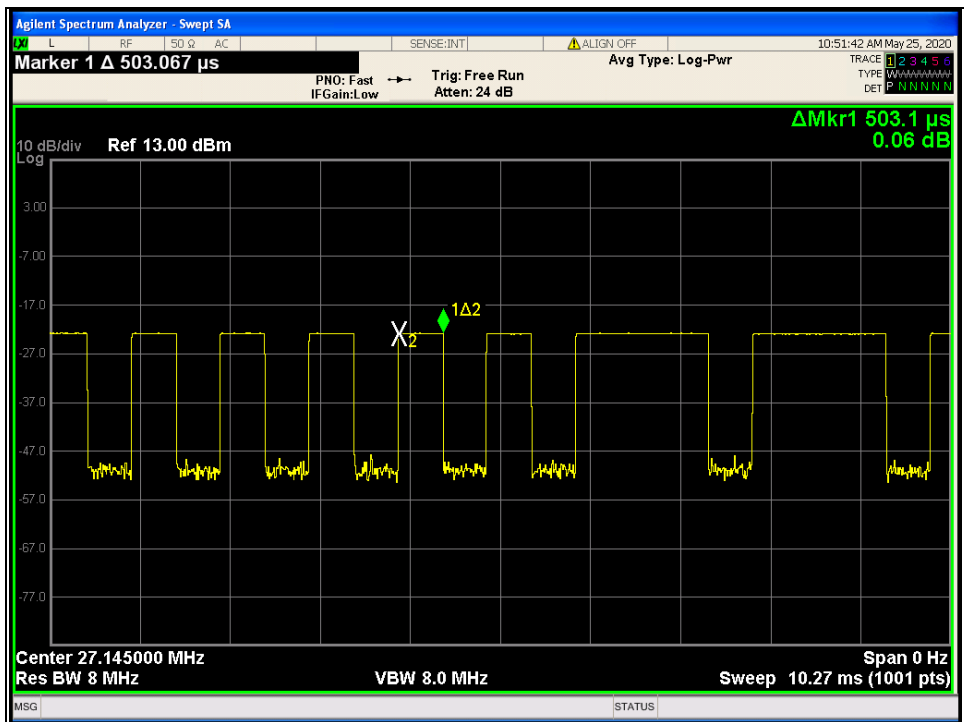 Agilent Spectrum Analyzer - Swept SA
LXI L RF 50 Ω AC SENSE:INT ALIGN OFF 10:51:42 AM May 25, 2020
Marker 1 Δ 503.067 µs
PNO: Fast
IFGain:Low
Trig: Free Run
Atten: 24 dB
Avg Type: Log-Pwr
TRACE 1 2 3 4 5 6
TYPE WWWWWW
DET P N N N N N
ΔMkr1 503.1 µs
0.06 dB
10 dB/div Ref 13.00 dBm
Log
3.00
-7.00
-17.0
1Δ2
X2
-27.0
-37.0
-47.0
-57.0
-67.0
-77.0
Center 27.145000 MHz Span 0 Hz
Res BW 8 MHz VBW 8.0 MHz Sweep 10.27 ms (1001 pts)
MSG STATUS